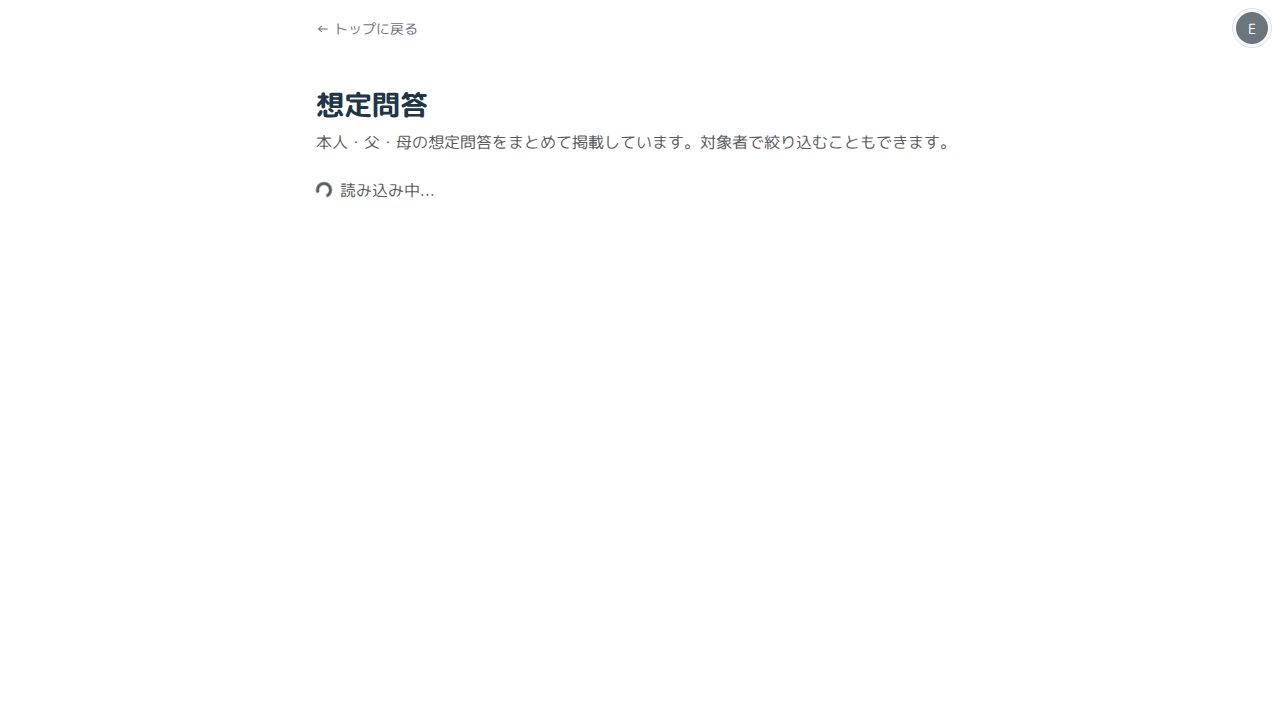 ← トップに戻る
E
想定問答
本人・父・母の想定問答をまとめて掲載しています。対象者で絞り込むこともできます。
読み込み中...